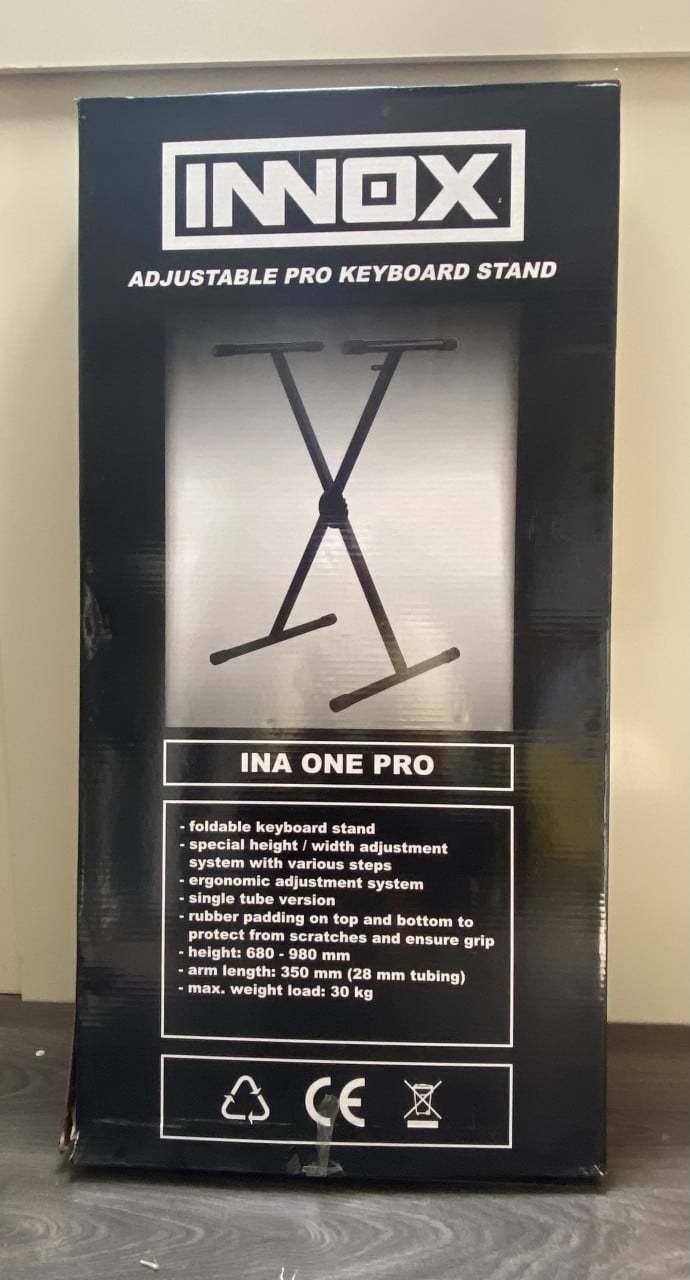 INNOX
ADJUSTABLE PRO KEYBOARD STAND
INA ONE PRO
- foldable keyboard stand
- special height / width adjustment
system with various steps
- ergonomic adjustment system
- single tube version
- rubber padding on top and bottom to
protect from scratches and ensure grip
- height: 680 - 980 mm
- arm length: 350 mm (28 mm tubing)
- max. weight load: 30 kg
CE